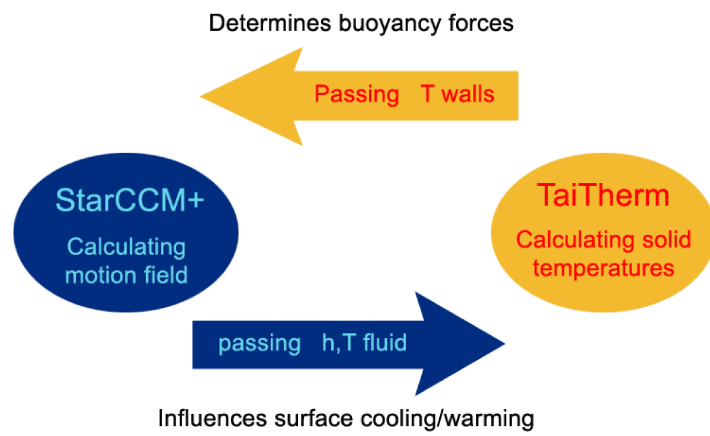 Determines buoyancy forces
Passing T walls
StarCCM+
Calculating
motion field
TaiTherm
Calculating solid
temperatures
passing h,T fluid
Influences surface cooling/warming